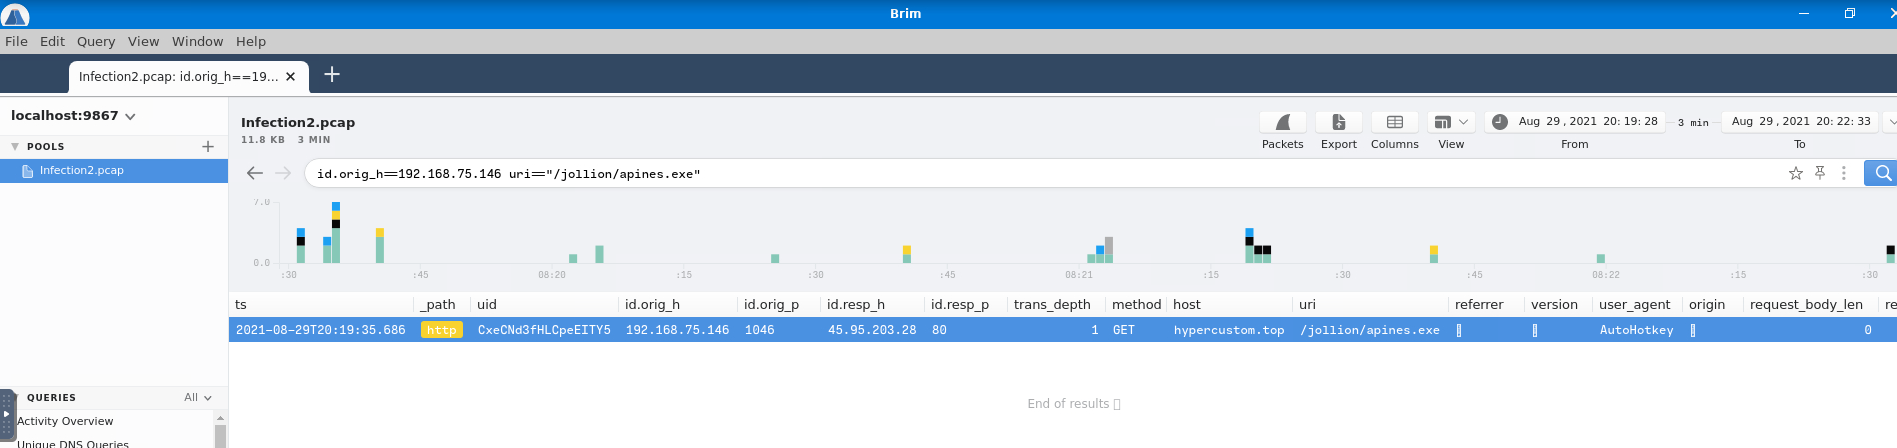 Brim
File Edit Query View Window Help
Infection2.pcap: id.orig_h==19...
localhost:9867
POOLS
Infection2.pcap
Infection2.pcap
11.8 KB 3 MIN
Packets Export Columns View
Aug 29 , 2021 20: 19: 28 3 min Aug 29 , 2021 20: 22: 33
From To
id.orig_h==192.168.75.146 uri=="/jollion/apines.exe"
7.0
0.0
:30 :45 08:20 :15 :30 :45 08:21 :15 :30 :45 08:22 :15 :30
ts _path uid id.orig_h id.orig_p id.resp_h id.resp_p trans_depth method host uri referrer version user_agent origin request_body_len re
2021-08-29T20:19:35.686 http CxeCNd3fHLCpeEITY5 192.168.75.146 1046 45.95.203.28 80 1 GET hypercustom.top /jollion/apines.exe AutoHotkey 0
End of results
QUERIES All
Activity Overview
Unique DNS Queries